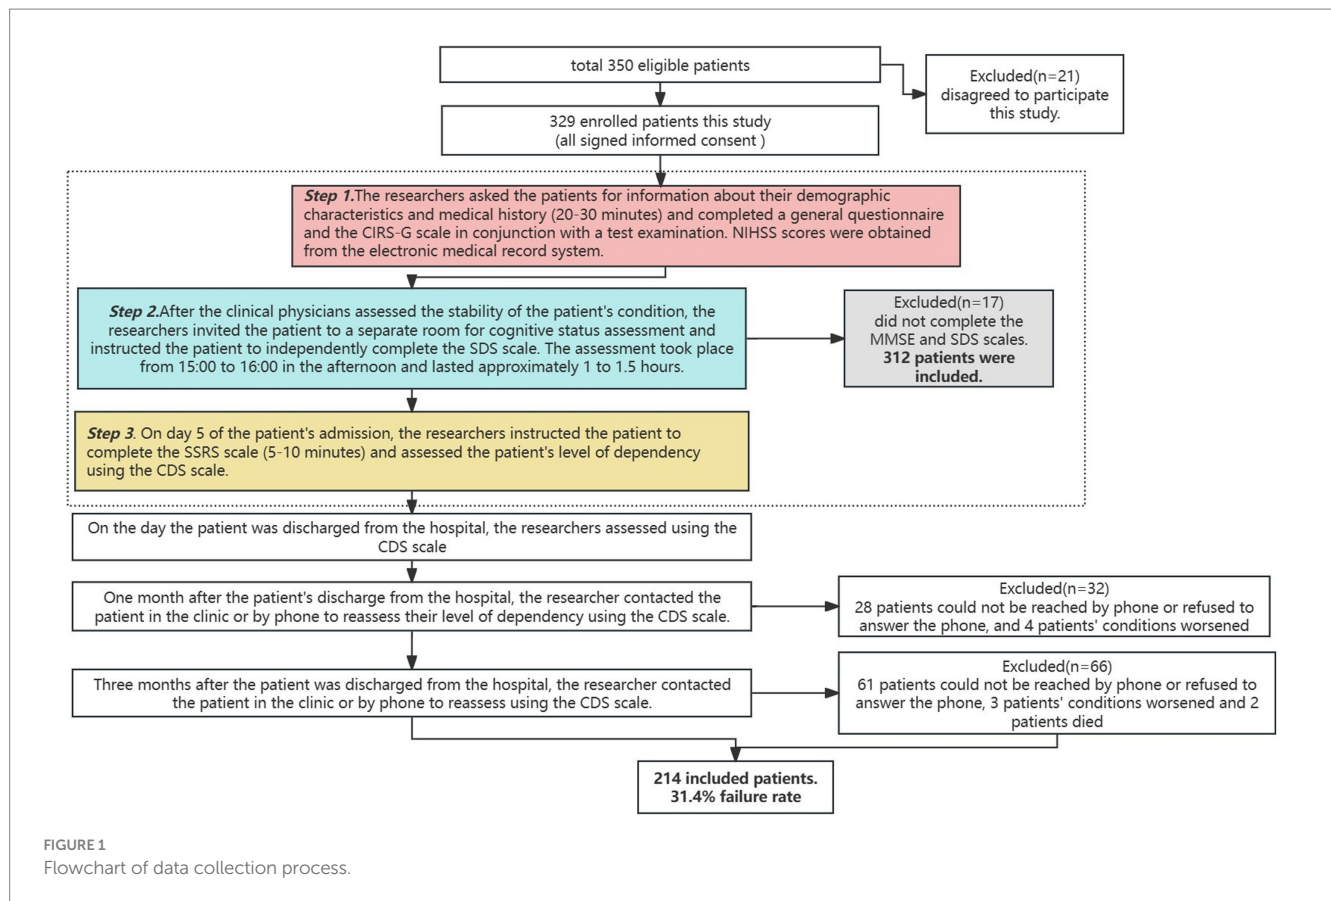 total 350 eligible patients
Excluded(n=21)
disagreed to participate
this study.
329 enrolled patients this study
(all signed informed consent )
Step 1.The researchers asked the patients for information about their demographic
characteristics and medical history (20-30 minutes) and completed a general questionnaire
and the CIRS-G scale in conjunction with a test examination. NIHSS scores were obtained
from the electronic medical record system.
Step 2.After the clinical physicians assessed the stability of the patient's condition, the
researchers invited the patient to a separate room for cognitive status assessment and
instructed the patient to independently complete the SDS scale. The assessment took place
from 15:00 to 16:00 in the afternoon and lasted approximately 1 to 1.5 hours.
Excluded(n=17)
did not complete the
MMSE and SDS scales.
312 patients were
included.
Step 3. On day 5 of the patient's admission, the researchers instructed the patient to
complete the SSRS scale (5-10 minutes) and assessed the patient's level of dependency
using the CDS scale.
On the day the patient was discharged from the hospital, the researchers assessed using the
CDS scale
One month after the patient's discharge from the hospital, the researcher contacted the
patient in the clinic or by phone to reassess their level of dependency using the CDS scale.
Excluded(n=32)
28 patients could not be reached by phone or refused to
answer the phone, and 4 patients' conditions worsened
Three months after the patient was discharged from the hospital, the researcher contacted
the patient in the clinic or by phone to reassess using the CDS scale.
Excluded(n=66)
61 patients could not be reached by phone or refused to
answer the phone, 3 patients' conditions worsened and 2
patients died
214 included patients.
31.4% failure rate
FIGURE 1
Flowchart of data collection process.